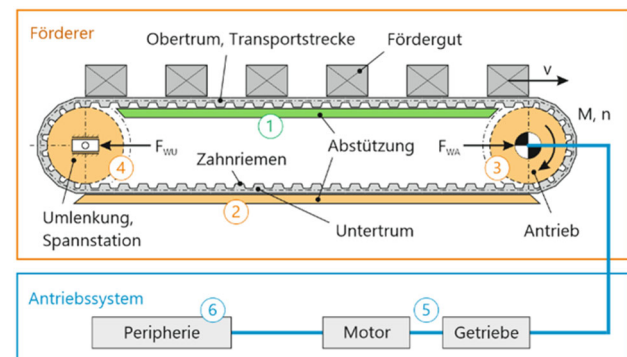 Förderer
Obertrum, Transportstrecke
Fördergut
v
M, n
1
Abstützung
F_WU
F_WA
4
3
Zahnriemen
Umlenkung,
Spannstation
2
Untertrum
Antrieb
Antriebssystem
6
5
Peripherie
Motor
Getriebe